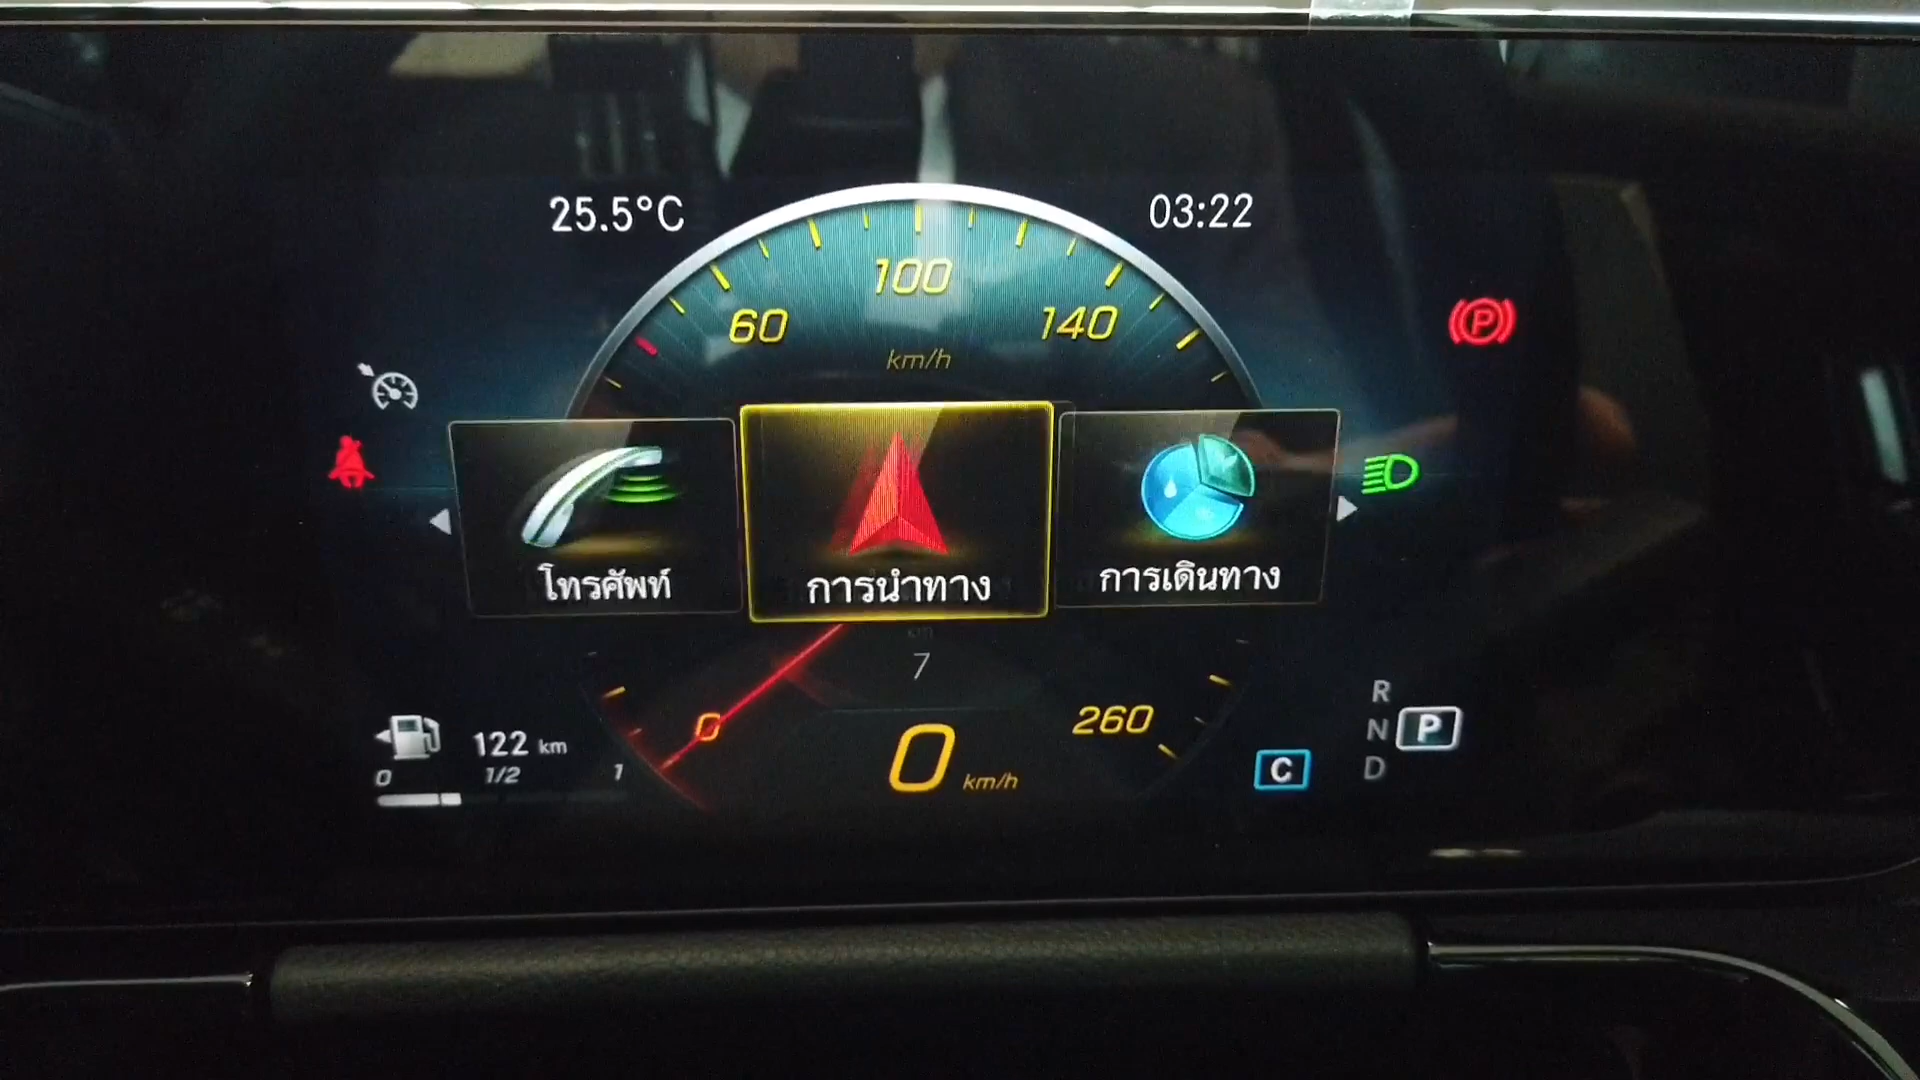 25.5°C
03:22
100
60
140
km/h
โทรศัพท์
การนำทาง
การเดินทาง
km
7
0
260
0 km/h
122 km
0 1/2 1
C
R
N P
D